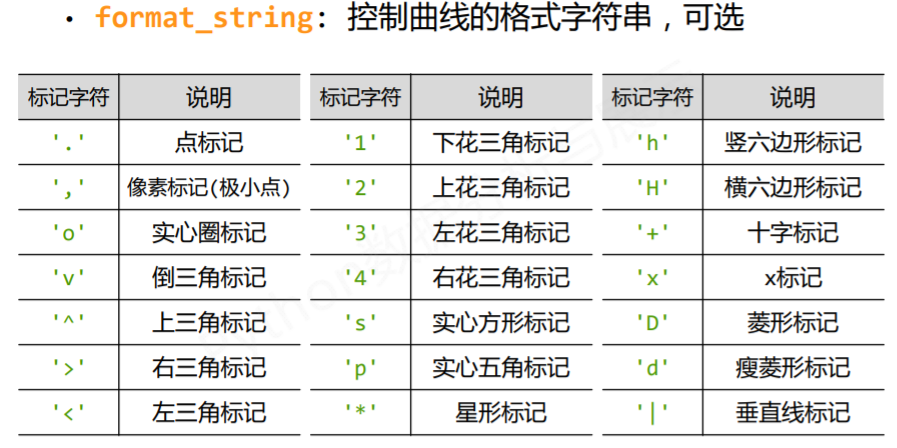 • format_string: 控制曲线的格式字符串，可选
标记字符 说明 标记字符 说明 标记字符 说明
'.' 点标记 '1' 下花三角标记 'h' 竖六边形标记
',' 像素标记(极小点) '2' 上花三角标记 'H' 横六边形标记
'o' 实心圈标记 '3' 左花三角标记 '+' 十字标记
'v' 倒三角标记 '4' 右花三角标记 'x' x标记
'^' 上三角标记 's' 实心方形标记 'D' 菱形标记
'>' 右三角标记 'p' 实心五角标记 'd' 瘦菱形标记
'<' 左三角标记 '*' 星形标记 '|' 垂直线标记